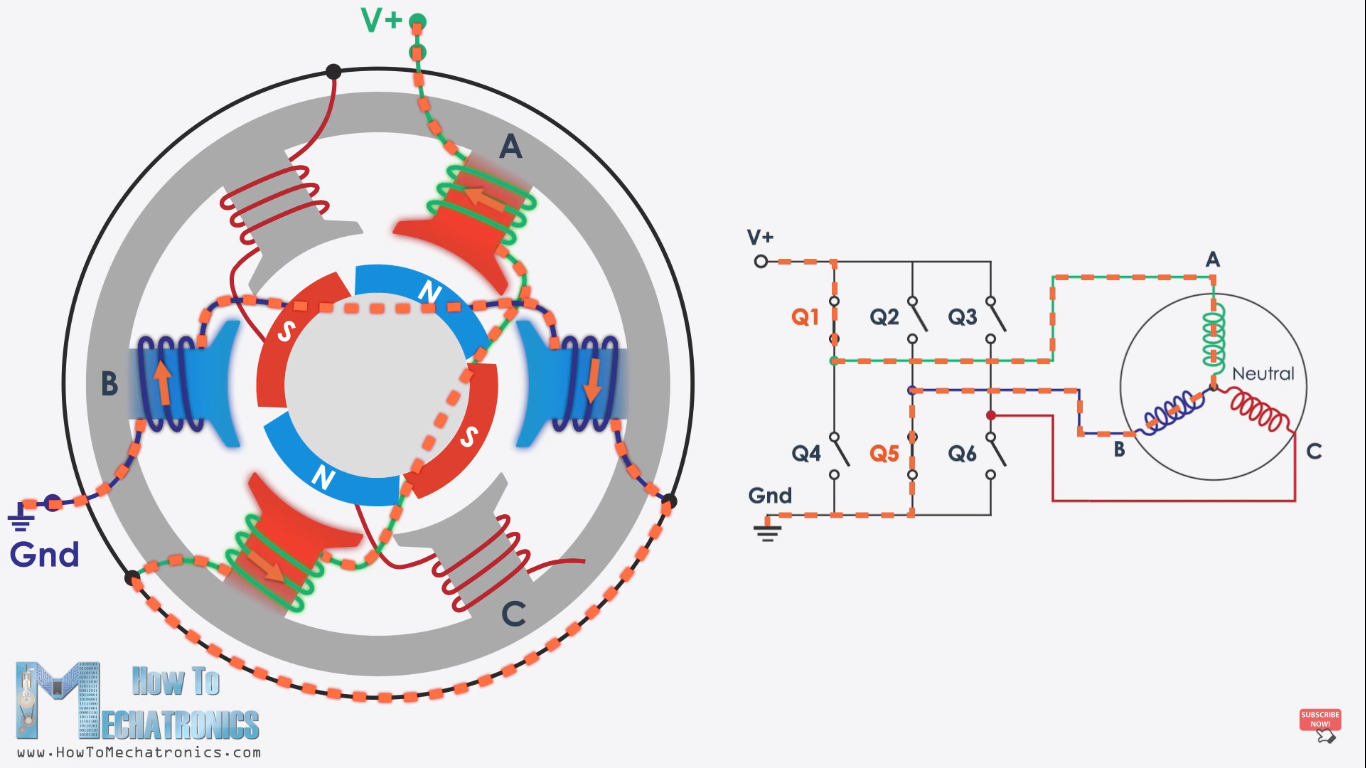 V+
A
N
S
B
S
N
C
Gnd
How To
MECHATRONICS
www.HowToMechatronics.com
V+
A
Q1
Q2
Q3
Neutral
Q4
Q5
Q6
B
C
Gnd
SUBSCRIBE
NOW!